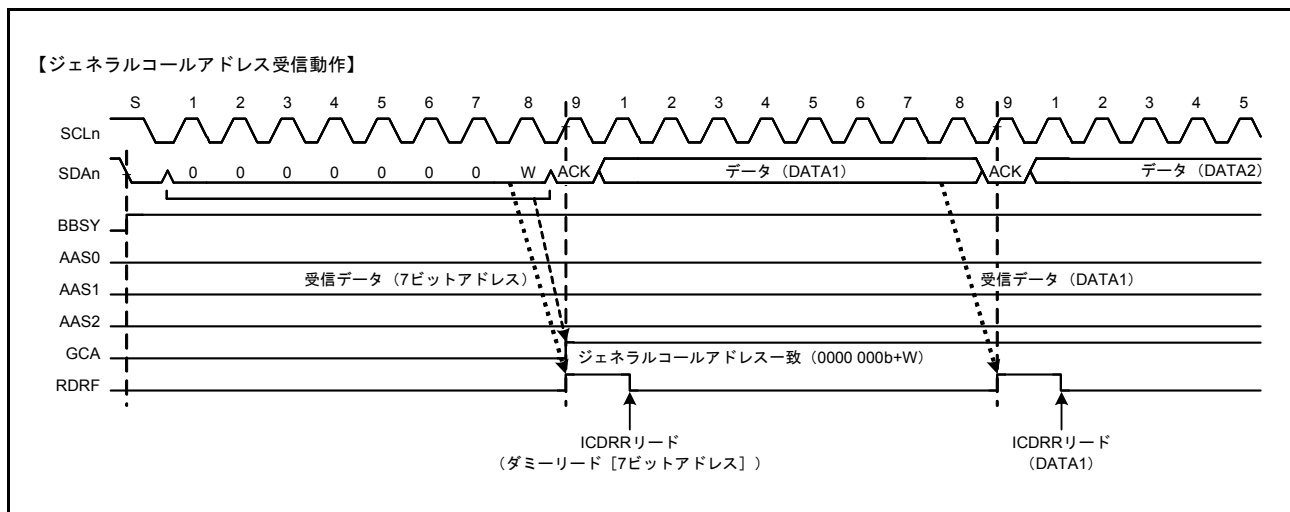 【ジェネラルコールアドレス受信動作】
S 1 2 3 4 5 6 7 8 9 1 2 3 4 5 6 7 8 9 1 2 3 4 5
SCLn
SDAn 0 0 0 0 0 0 0 W ACK データ（DATA1） ACK データ（DATA2）
BBSY
AAS0
受信データ（7ビットアドレス） 受信データ（DATA1）
AAS1
AAS2
GCA ジェネラルコールアドレス一致（0000 000b+W）
RDRF
ICDRRリード ICDRRリード
（ダミーリード［7ビットアドレス］） （DATA1）